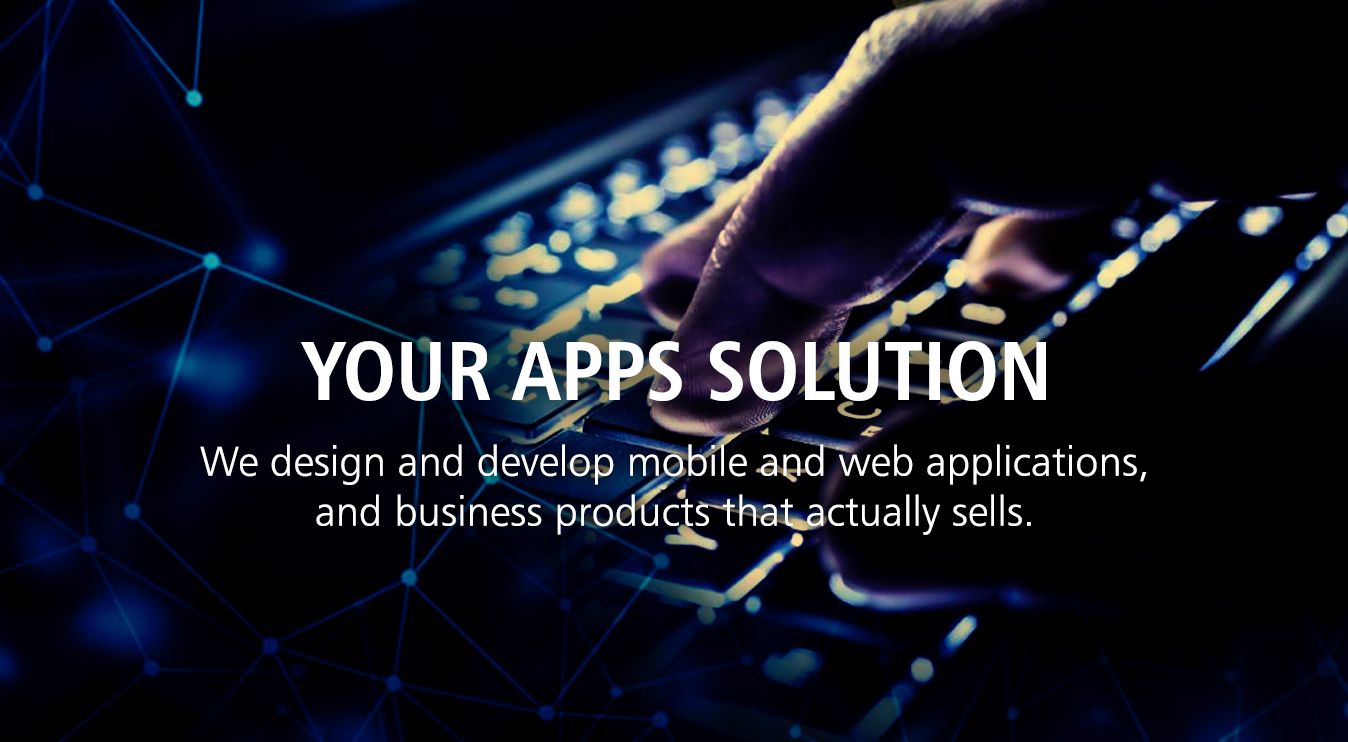 YOUR APPS SOLUTION
We design and develop mobile and web applications,
and business products that actually sells.